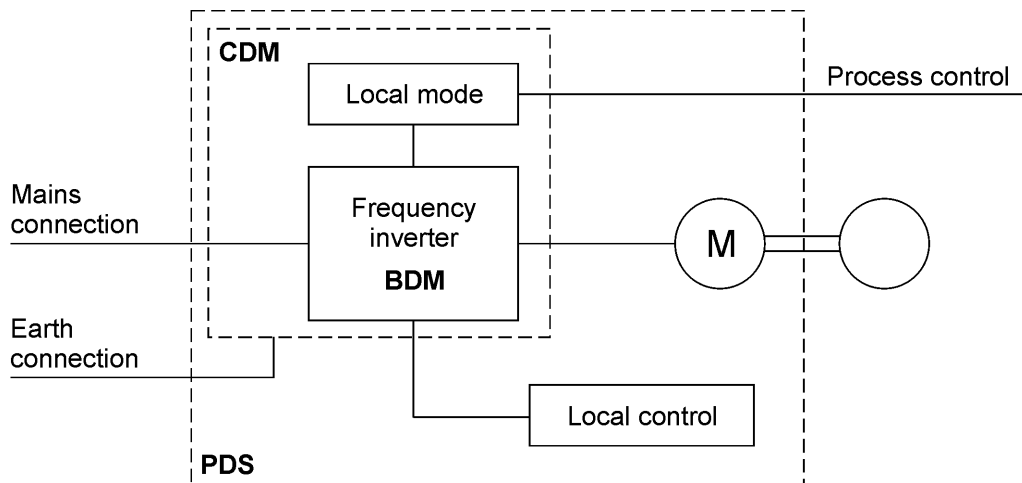 CDM
Local mode
Process control
Mains
connection
Frequency
inverter
BDM
M
Earth
connection
Local control
PDS